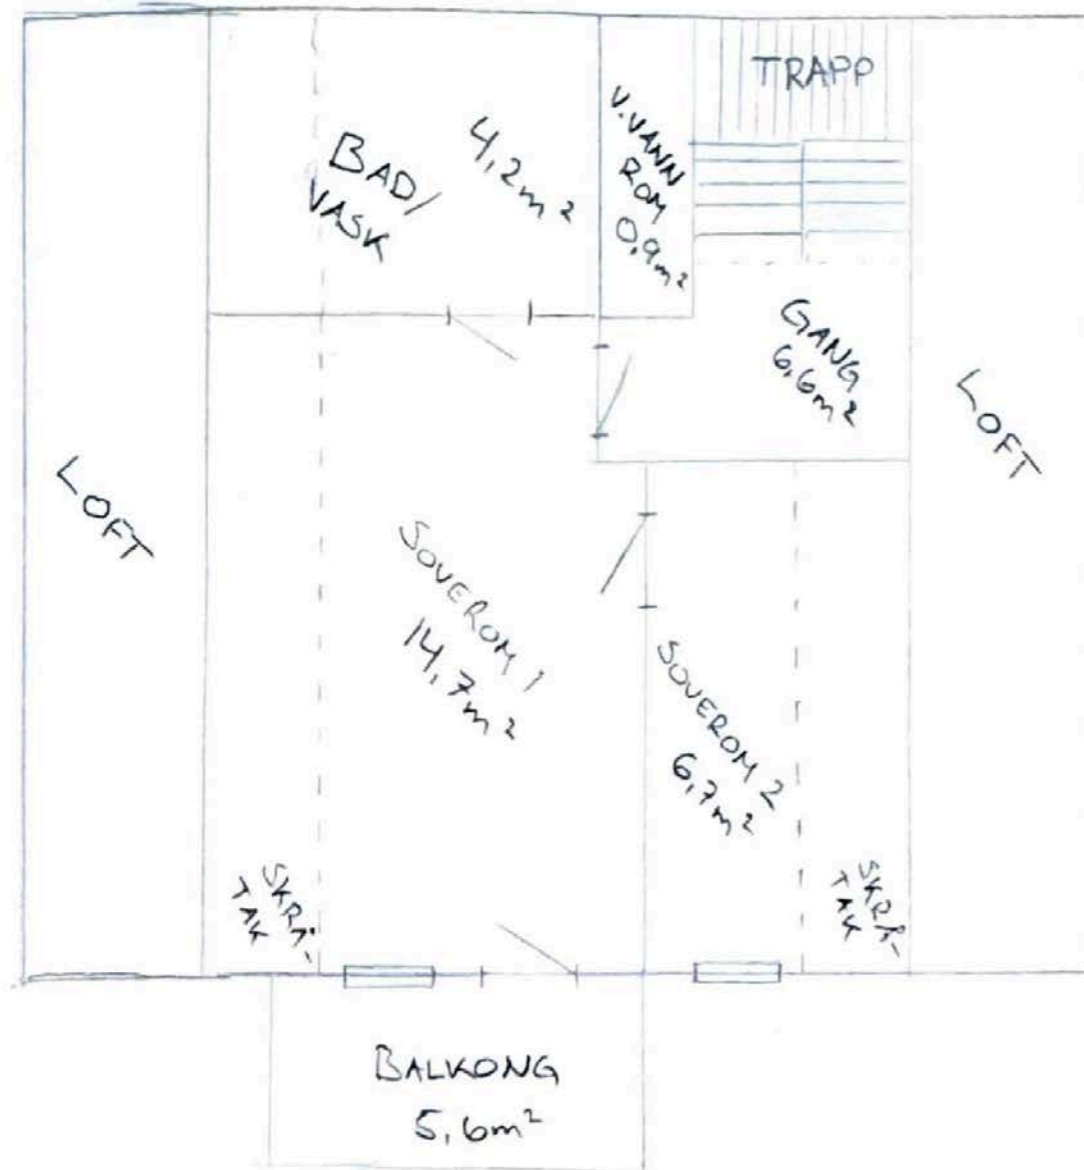 TRAPP
BAD/
VASK
4,2m²
V.VANN
ROM
0,9m²
GANG
6,6m²
LOFT
LOFT
SOVEROM 1
14,7m²
SOVEROM 2
6,7m²
SKRÅ-
TAK
SKRÅ-
TAK
BALKONG
5,6m²